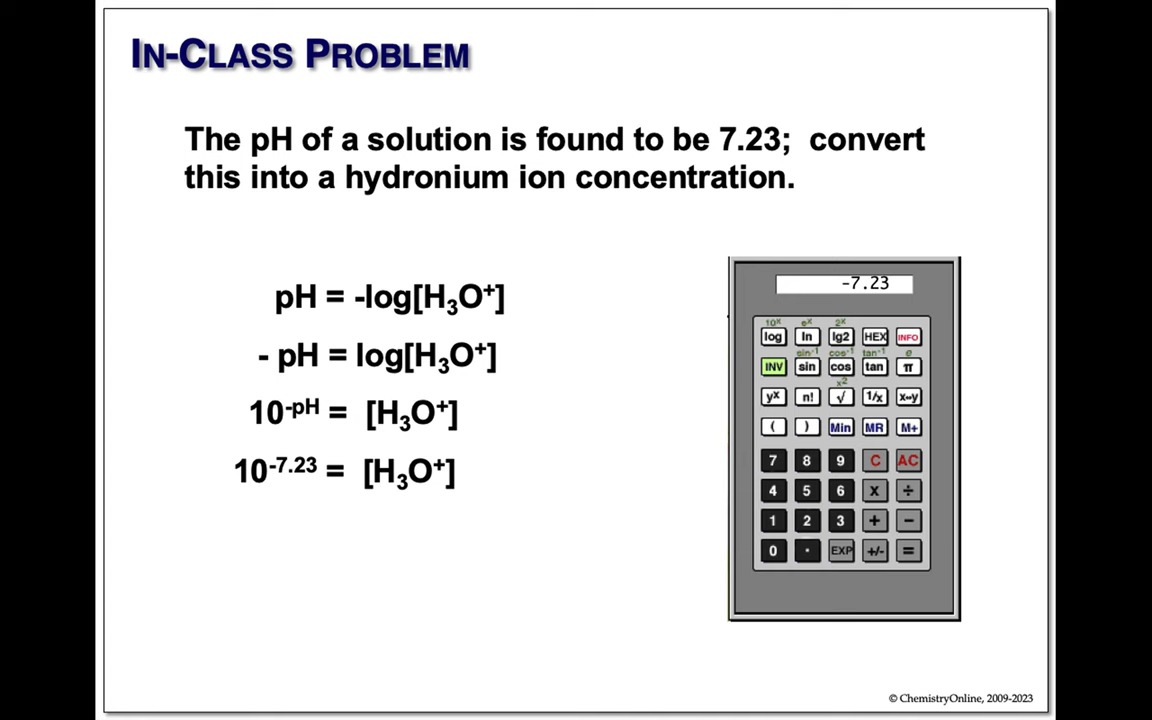 IN-CLASS PROBLEM
The pH of a solution is found to be 7.23; convert
this into a hydronium ion concentration.
pH = -log[H₃O⁺]
- pH = log[H₃O⁺]
10⁻ᵖᴴ = [H₃O⁺]
10⁻⁷·²³ = [H₃O⁺]
-7.23
10ˣ eˣ 2ˣ
log ln lg2 HEX INFO
sin⁻¹ cos⁻¹ tan⁻¹ e
INV sin cos tan π
x²
yˣ n! √ 1/x x↔y
( ) Min MR M+
7 8 9 C AC
4 5 6 x ÷
1 2 3 + −
0 · EXP +/- =
© ChemistryOnline, 2009-2023